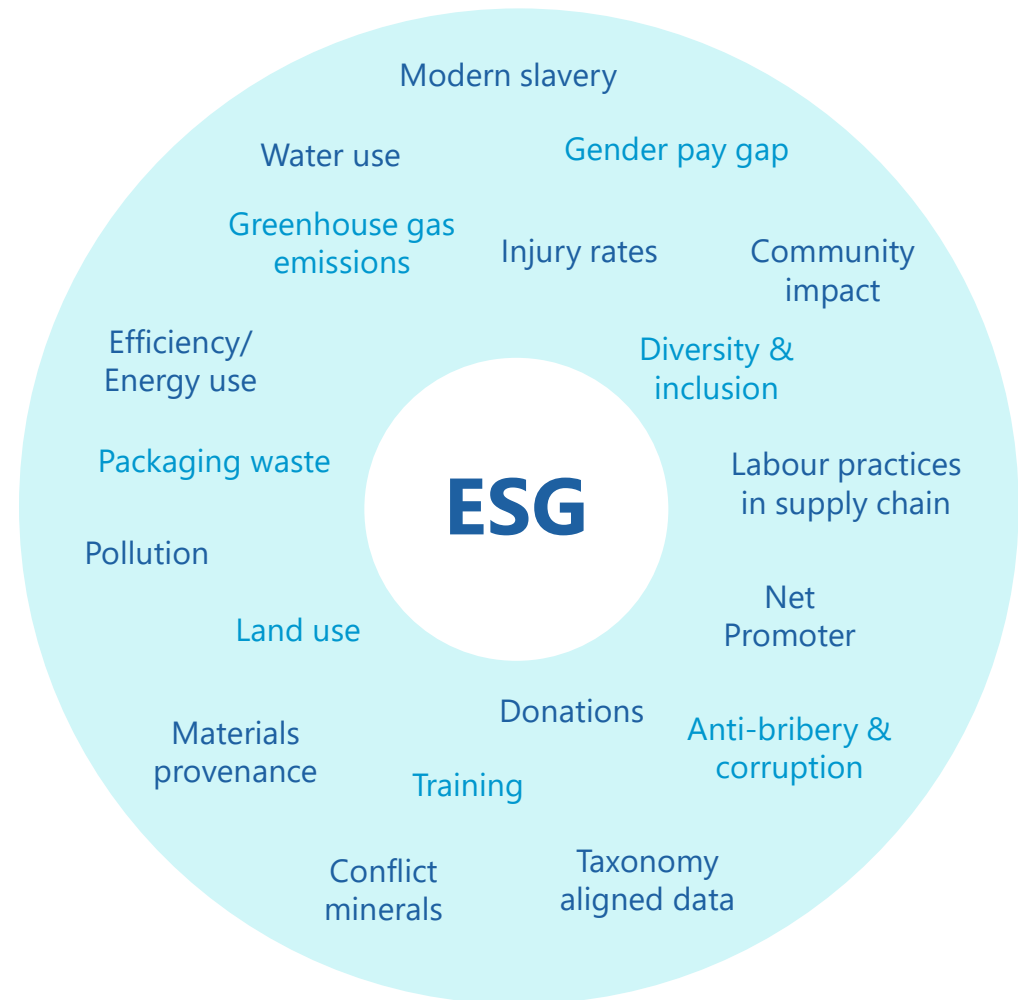 Modern slavery
Water use
Gender pay gap
Greenhouse gas
emissions
Injury rates
Community
impact
Efficiency/
Energy use
Diversity &
inclusion
Packaging waste
Labour practices
in supply chain
ESG
Pollution
Net
Promoter
Land use
Donations
Materials
provenance
Anti-bribery &
corruption
Training
Conflict
minerals
Taxonomy
aligned data